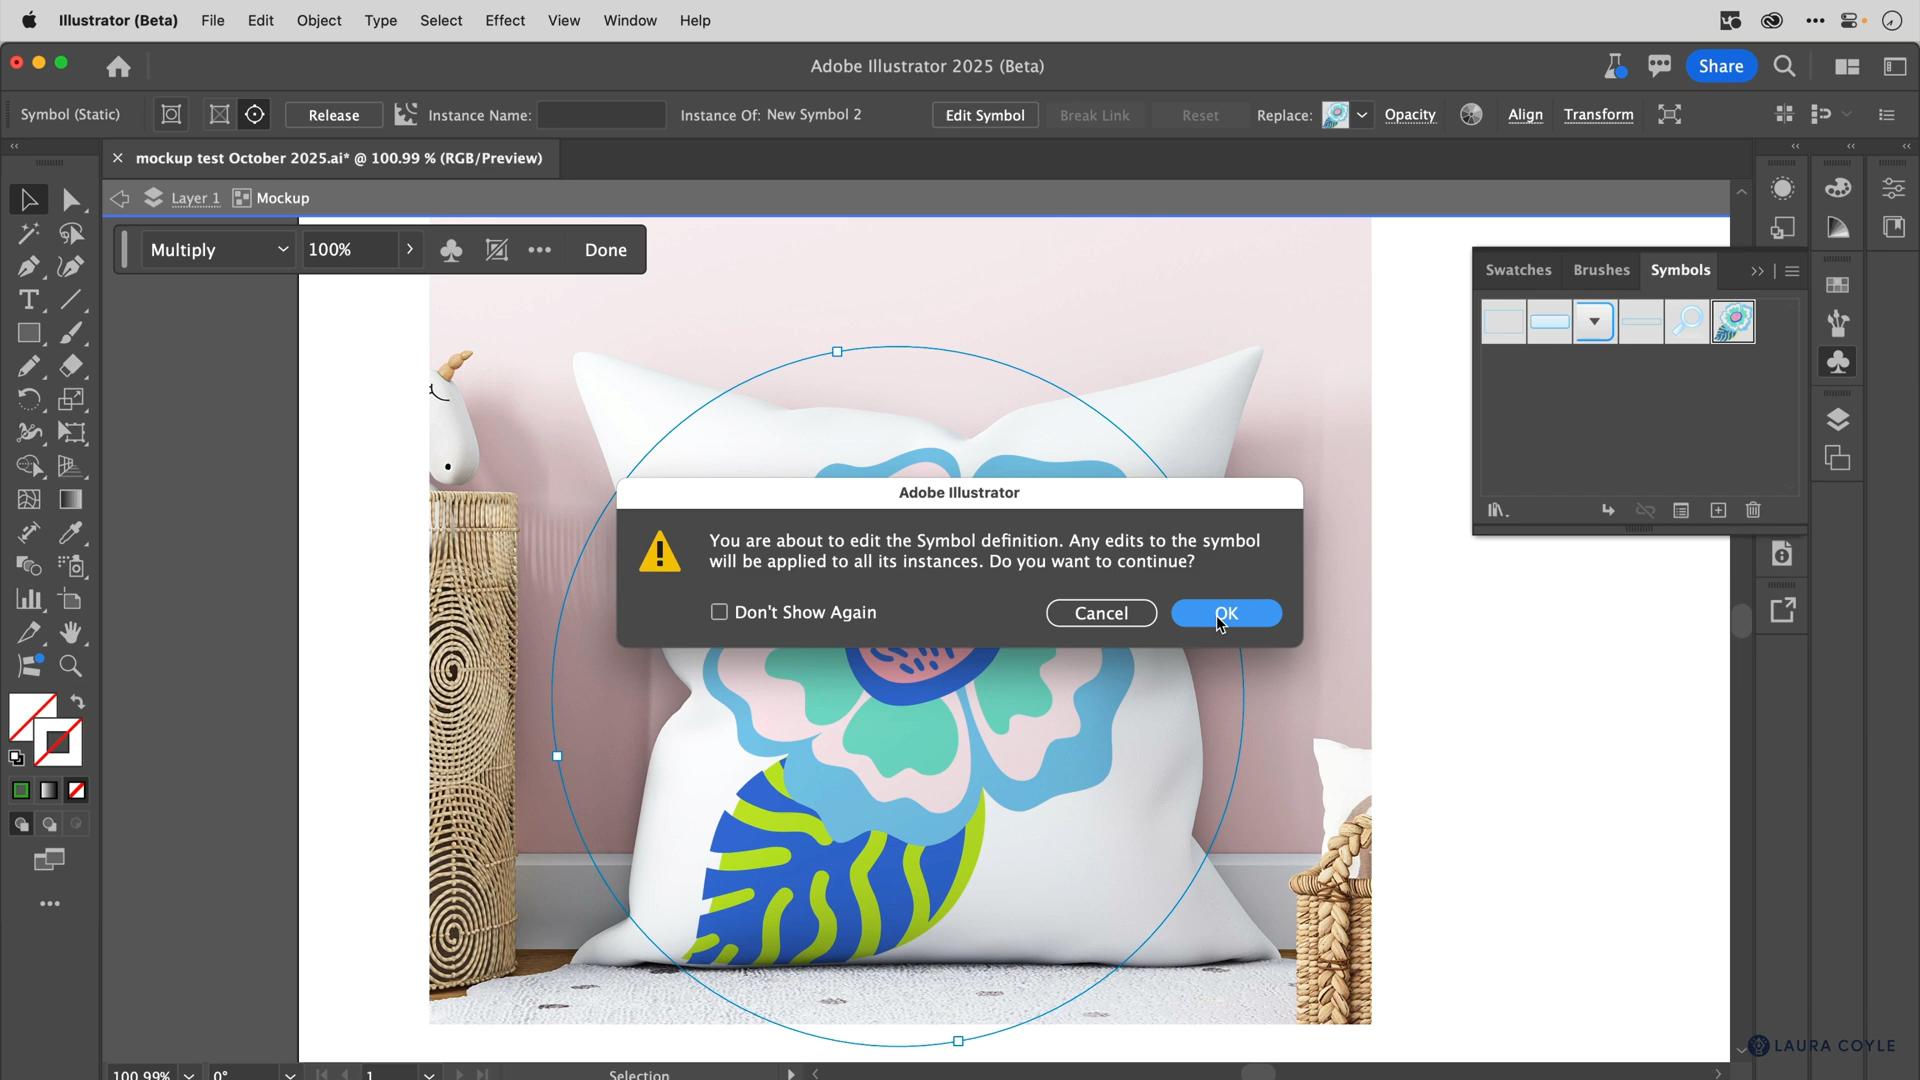 Illustrator (Beta) File Edit Object Type Select Effect View Window Help
Adobe Illustrator 2025 (Beta)
Share
Symbol (Static) Release Instance Name: Instance Of: New Symbol 2 Edit Symbol Break Link Reset Replace: Opacity Align Transform
mockup test October 2025.ai* @ 100.99 % (RGB/Preview)
Layer 1 Mockup
Multiply 100% Done
Swatches Brushes Symbols
Adobe Illustrator
You are about to edit the Symbol definition. Any edits to the symbol
will be applied to all its instances. Do you want to continue?
Don't Show Again Cancel OK
LAURA COYLE
100.99% 0° 1 Selection